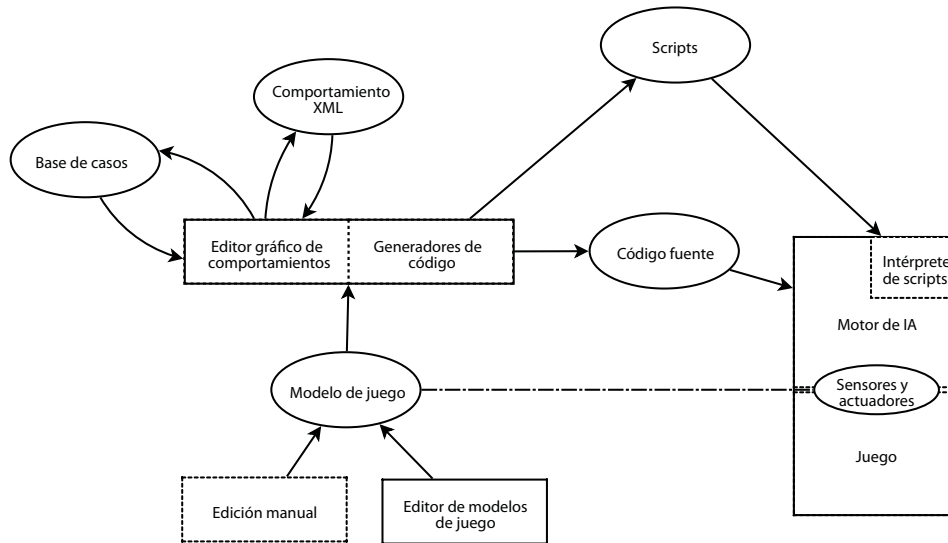 Scripts
Comportamiento
XML
Base de casos
Editor gráfico de
comportamientos
Generadores de
código
Código fuente
Intérprete
de scripts
Motor de IA
Modelo de juego
Sensores y
actuadores
Juego
Edición manual
Editor de modelos
de juego